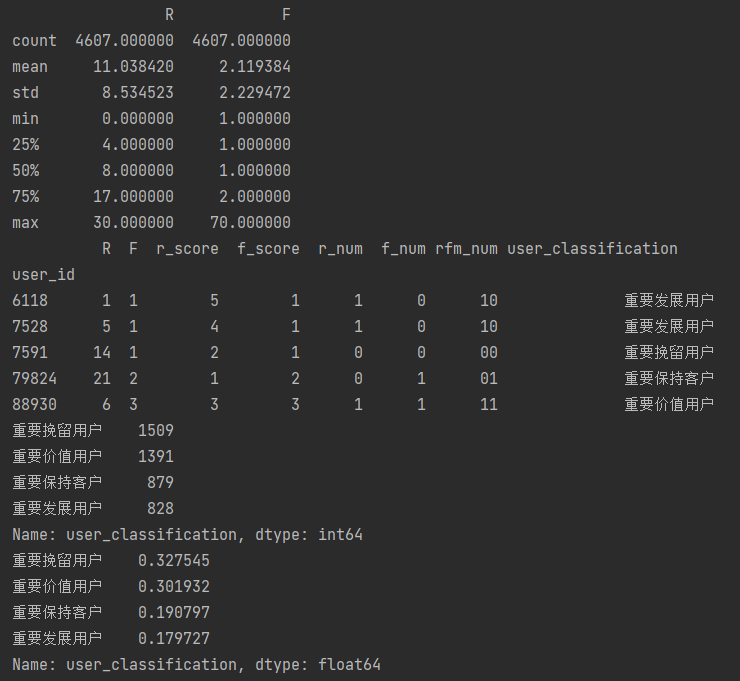 R            F
count  4607.000000  4607.000000
mean     11.038420     2.119384
std       8.534523     2.229472
min       0.000000     1.000000
25%       4.000000     1.000000
50%       8.000000     1.000000
75%      17.000000     2.000000
max      30.000000    70.000000
          R  F  r_score  f_score  r_num  f_num rfm_num user_classification
user_id
6118      1  1        5        1      1      0      10              重要发展用户
7528      5  1        4        1      1      0      10              重要发展用户
7591     14  1        2        1      0      0      00              重要挽留用户
79824    21  2        1        2      0      1      01              重要保持客户
88930     6  3        3        3      1      1      11              重要价值用户
重要挽留用户    1509
重要价值用户    1391
重要保持客户     879
重要发展用户     828
Name: user_classification, dtype: int64
重要挽留用户    0.327545
重要价值用户    0.301932
重要保持客户    0.190797
重要发展用户    0.179727
Name: user_classification, dtype: float64